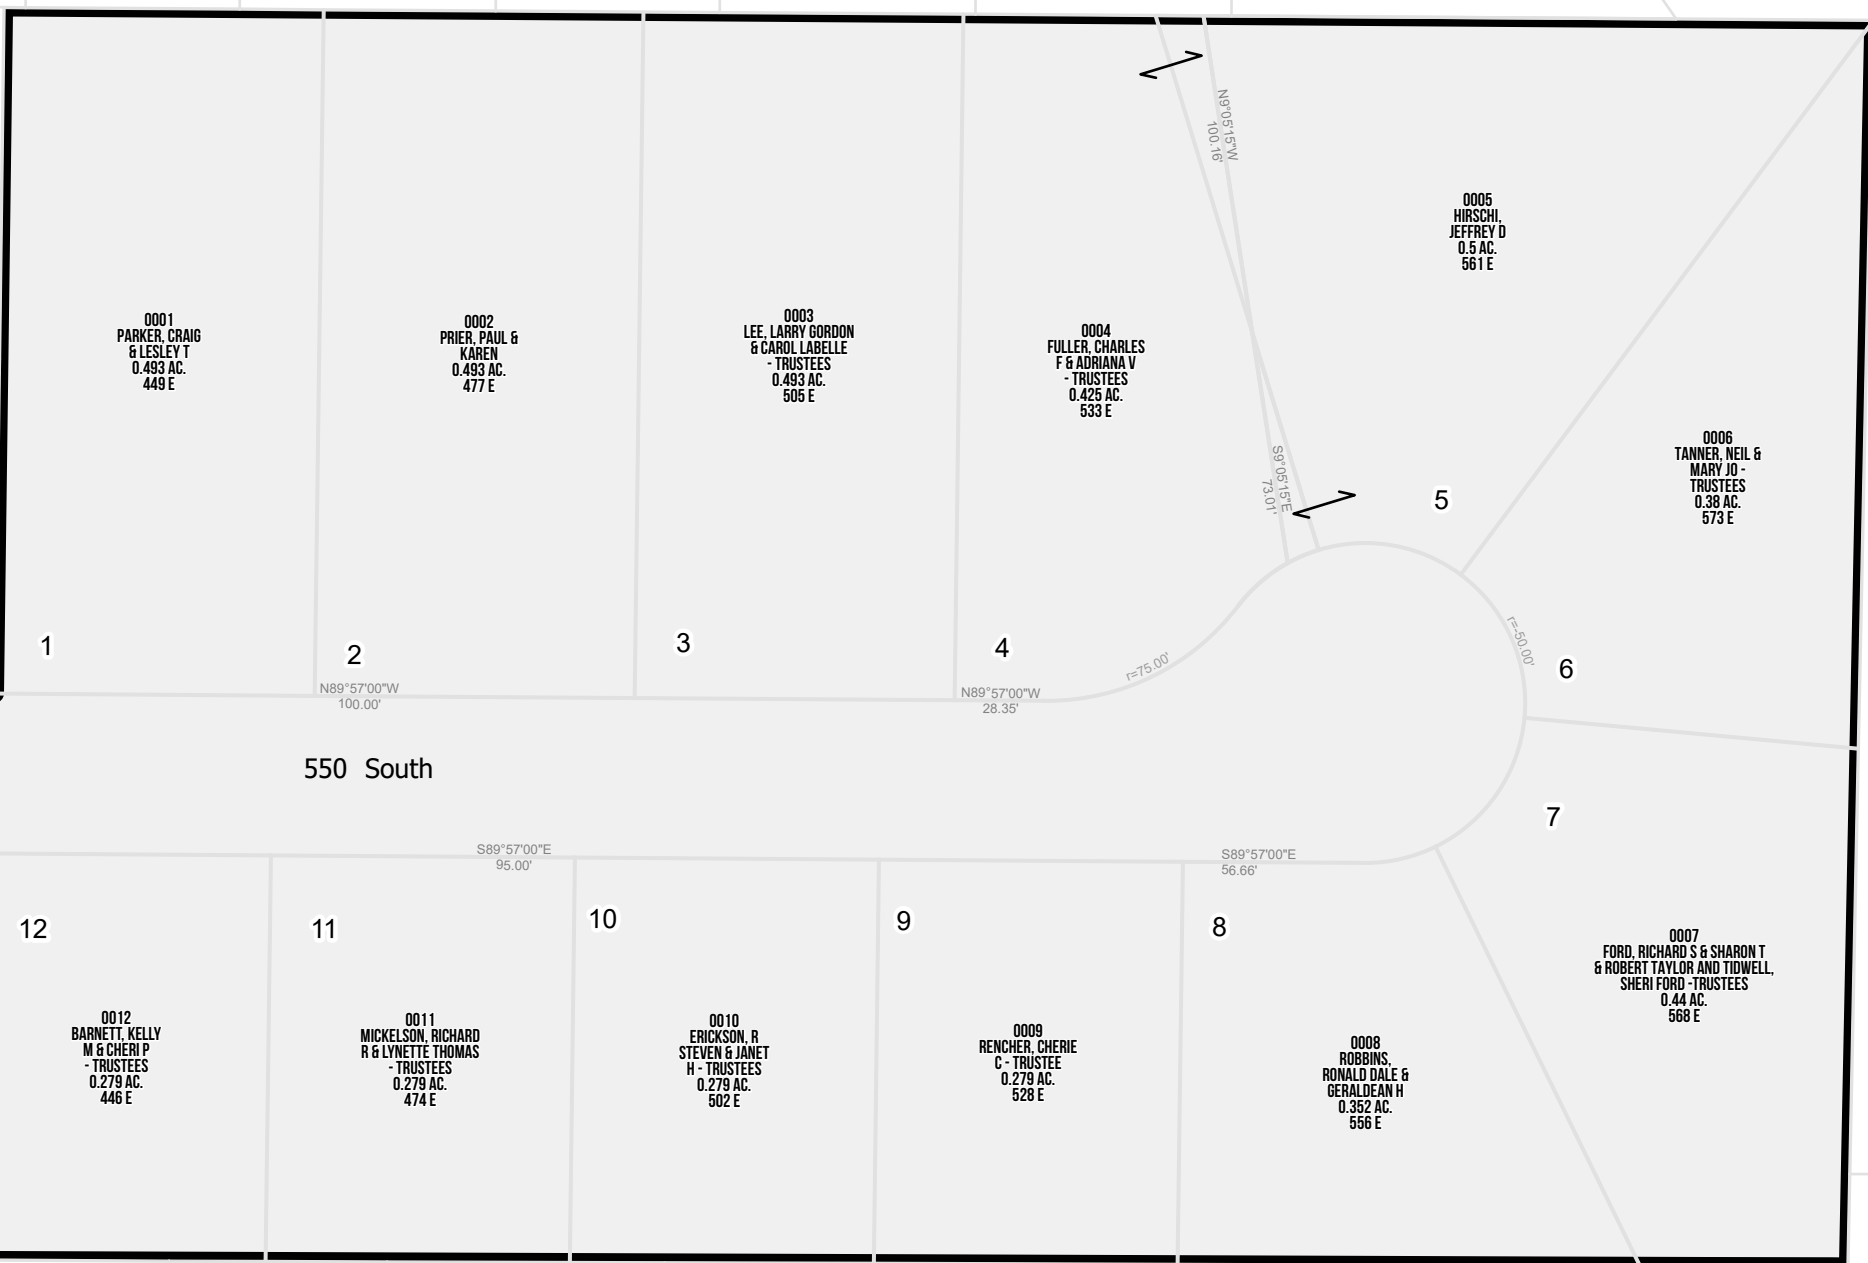 N9°05'15"W
100.16'
0005
HIRSCHI,
JEFFREY D
0.5 AC.
561 E
0001
PARKER, CRAIG
& LESLEY T
0.493 AC.
449 E
0002
PRIER, PAUL &
KAREN
0.493 AC.
477 E
0003
LEE, LARRY GORDON
& CAROL LABELLE
- TRUSTEES
0.493 AC.
505 E
0004
FULLER, CHARLES
F & ADRIANA V
- TRUSTEES
0.425 AC.
533 E
S9°05'15"E
73.01'
5
0006
TANNER, NEIL &
MARY JO -
TRUSTEES
0.38 AC.
573 E
1
2
3
4
r=75.00'
r=-50.00'
6
N89°57'00"W
100.00'
N89°57'00"W
28.35'
550 South
7
S89°57'00"E
95.00'
S89°57'00"E
56.66'
12
11
10
9
8
0012
BARNETT, KELLY
M & CHERI P
- TRUSTEES
0.279 AC.
446 E
0011
MICKELSON, RICHARD
R & LYNETTE THOMAS
- TRUSTEES
0.279 AC.
474 E
0010
ERICKSON, R
STEVEN & JANET
H - TRUSTEES
0.279 AC.
502 E
0009
RENCHER, CHERIE
C - TRUSTEE
0.279 AC.
528 E
0008
ROBBINS,
RONALD DALE &
GERALDEAN H
0.352 AC.
556 E
0007
FORD, RICHARD S & SHARON T
& ROBERT TAYLOR AND TIDWELL,
SHERI FORD -TRUSTEES
0.44 AC.
568 E